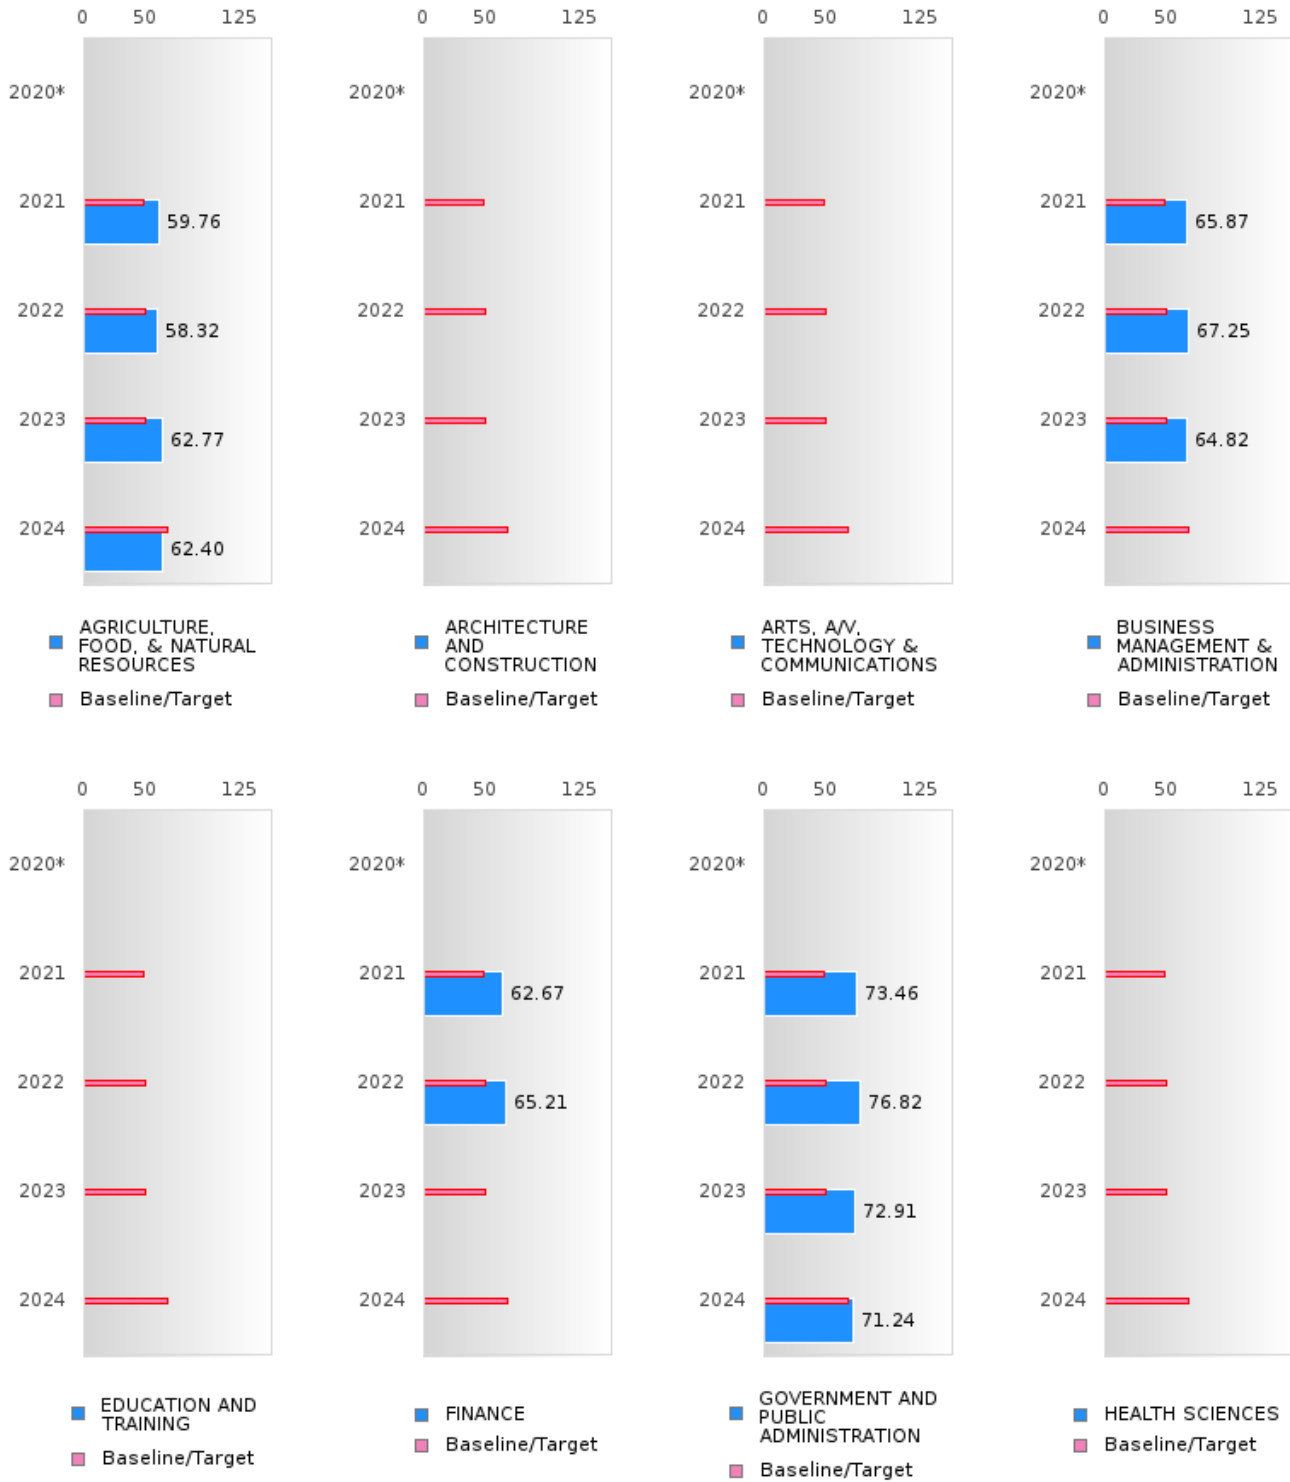 0 50 125 0 50 125 0 50 125 0 50 125
2020* 2020* 2020* 2020*
2021 59.76 2021 2021 2021 65.87
2022 58.32 2022 2022 2022 67.25
2023 62.77 2023 2023 2023 64.82
2024 62.40 2024 2024 2024
AGRICULTURE,
FOOD, & NATURAL
RESOURCES
Baseline/Target
ARCHITECTURE
AND
CONSTRUCTION
Baseline/Target
ARTS, A/V,
TECHNOLOGY &
COMMUNICATIONS
Baseline/Target
BUSINESS
MANAGEMENT &
ADMINISTRATION
Baseline/Target
0 50 125 0 50 125 0 50 125 0 50 125
2020* 2020* 2020* 2020*
2021 2021 62.67 2021 73.46 2021
2022 2022 65.21 2022 76.82 2022
2023 2023 2023 72.91 2023
2024 2024 2024 71.24 2024
EDUCATION AND
TRAINING
Baseline/Target
FINANCE
Baseline/Target
GOVERNMENT AND
PUBLIC
ADMINISTRATION
Baseline/Target
HEALTH SCIENCES
Baseline/Target